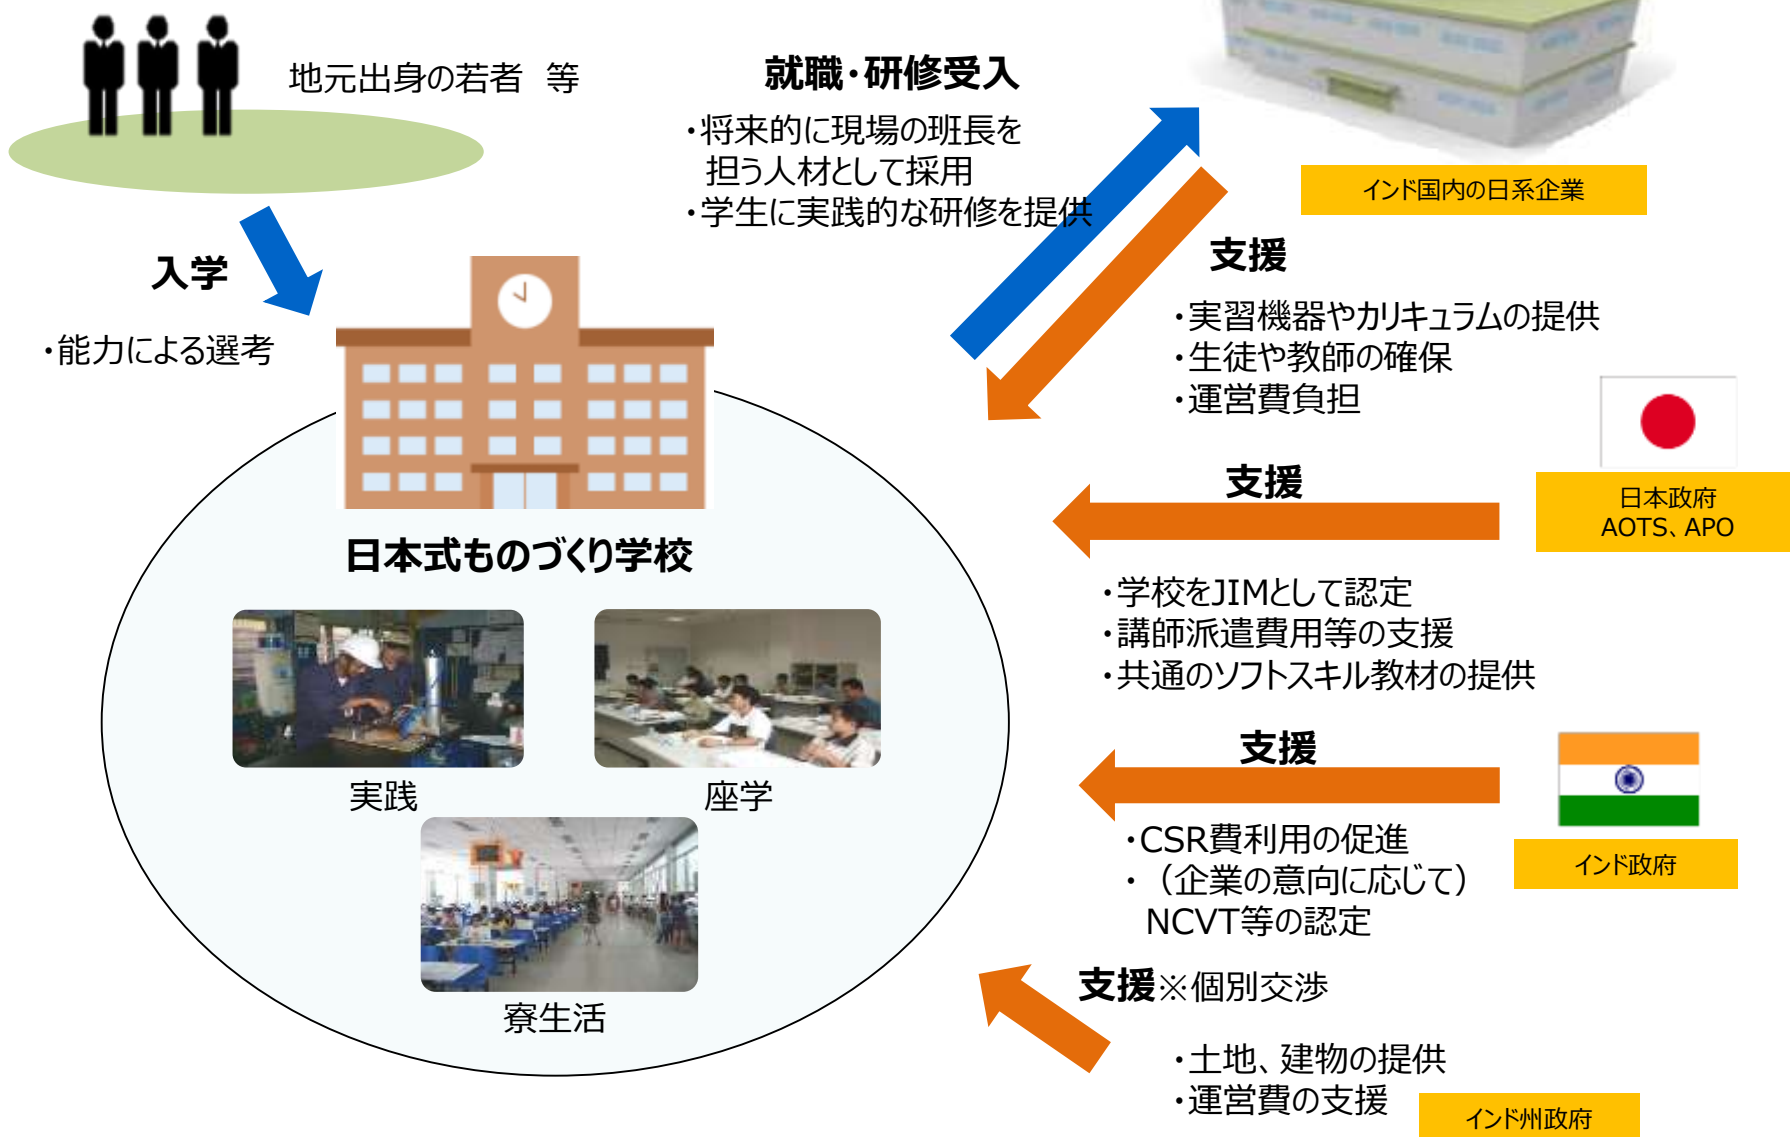 地元出身の若者 等
就職・研修受入
・将来的に現場の班長を
担う人材として採用
・学生に実践的な研修を提供
インド国内の日系企業
入学
・能力による選考
支援
・実習機器やカリキュラムの提供
・生徒や教師の確保
・運営費負担
日本政府
AOTS、APO
支援
・学校をJIMとして認定
・講師派遣費用等の支援
・共通のソフトスキル教材の提供
日本式ものづくり学校
実践
座学
寮生活
支援
インド政府
・CSR費利用の促進
・（企業の意向に応じて）
NCVT等の認定
支援※個別交渉
・土地、建物の提供
・運営費の支援
インド州政府